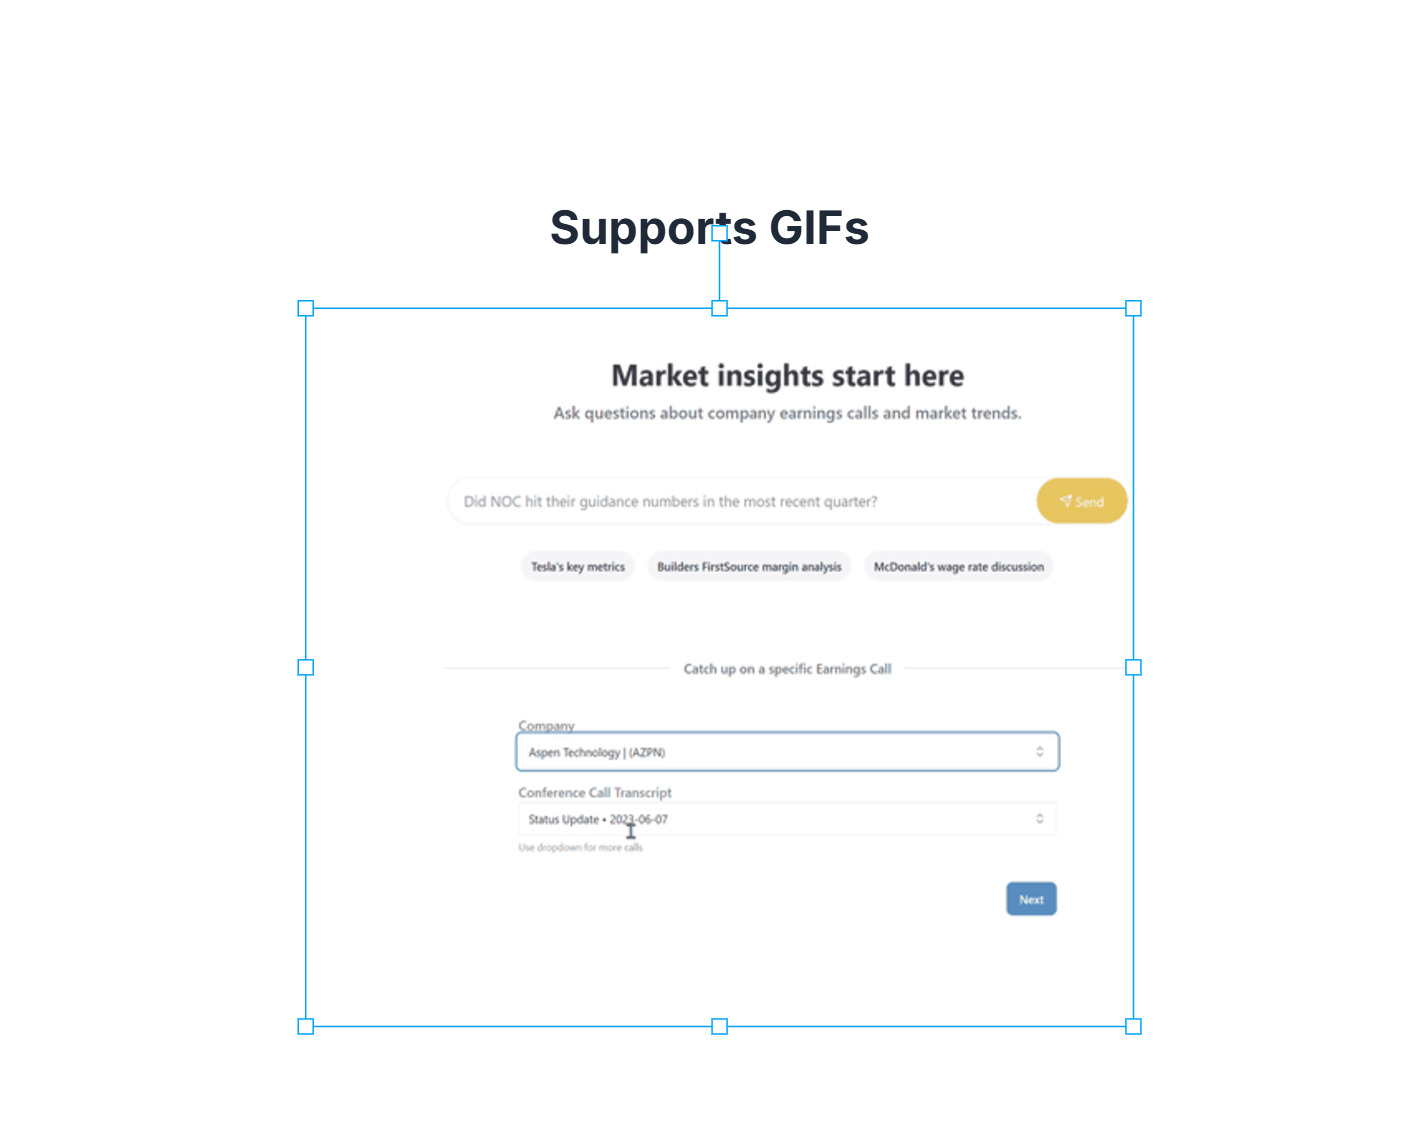 Supports GIFs
Market insights start here
Ask questions about company earnings calls and market trends.
Did NOC hit their guidance numbers in the most recent quarter?
Send
Tesla's key metrics
Builders FirstSource margin analysis
McDonald's wage rate discussion
Catch up on a specific Earnings Call
Company
Aspen Technology | (AZPN)
Conference Call Transcript
Status Update • 2023-06-07
Use dropdown for more calls
Next